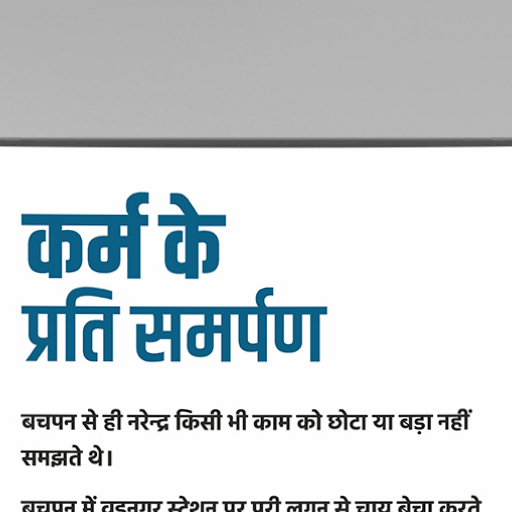 कर्म के
प्रति समर्पण
बचपन से ही नरेन्द्र किसी भी काम को छोटा या बड़ा नहीं
समझते थे।
बचपन में वडनगर स्टेशन पर पूरी लगन से चाय बेचा करते